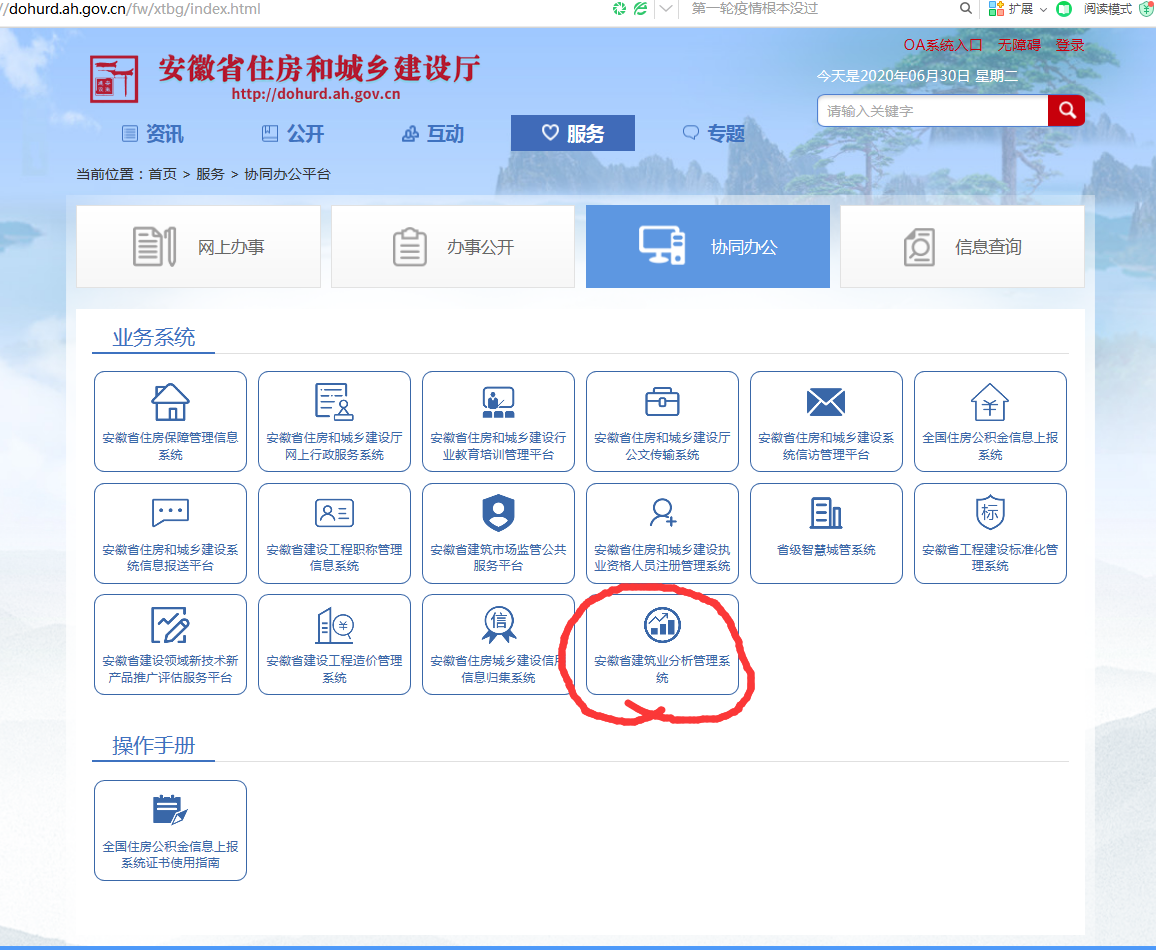 //dohurd.ah.gov.cn/fw/xtbg/index.html
第一轮疫情根本没过
扩展
阅读模式
OA系统入口 无障碍 登录
安徽省住房和城乡建设厅
http://dohurd.ah.gov.cn
今天是2020年06月30日 星期二
请输入关键字
资讯 公开 互动 服务 专题
当前位置：首页 > 服务 > 协同办公平台
网上办事 办事公开 协同办公 信息查询
业务系统
安徽省住房保障管理信息
系统
安徽省住房和城乡建设厅
网上行政服务系统
安徽省住房和城乡建设行
业教育培训管理平台
安徽省住房和城乡建设厅
公文传输系统
安徽省住房和城乡建设系
统信访管理平台
全国住房公积金信息上报
系统
安徽省住房和城乡建设系
统信息报送平台
安徽省建设工程职称管理
信息系统
安徽省建筑市场监管公共
服务平台
安徽省住房和城乡建设执
业资格人员注册管理系统
省级智慧城管系统
标
安徽省工程建设标准化管
理系统
安徽省建设领域新技术新
产品推广评估服务平台
安徽省建设工程造价管理
系统
信
安徽省住房城乡建设信用
信息归集系统
安徽省建筑业分析管理系
统
操作手册
全国住房公积金信息上报
系统证书使用指南